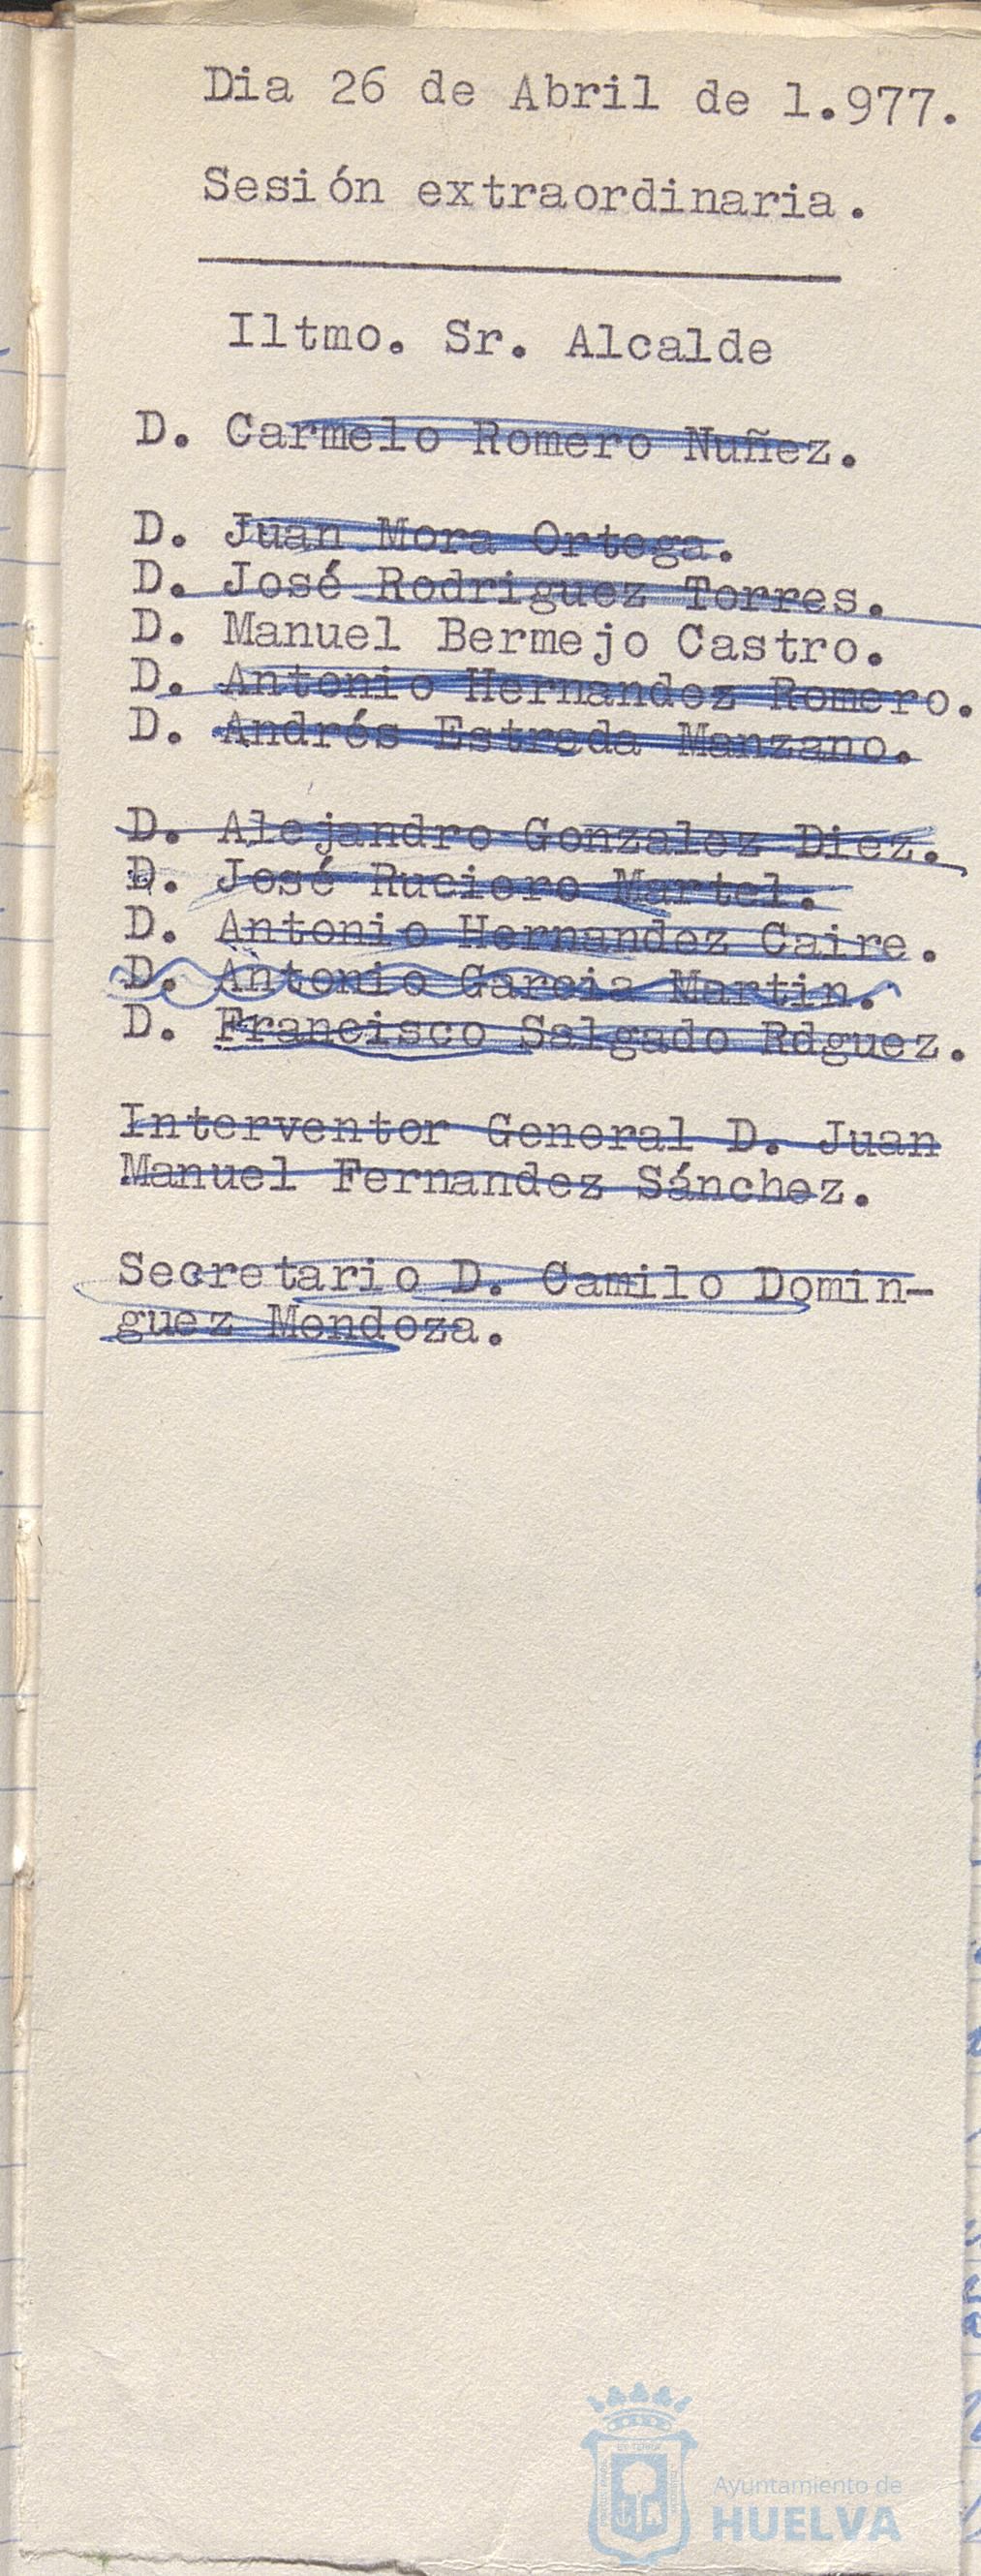 Dia 26 de Abril de 1.977.
Sesión extraordinaria.
Iltmo. Sr. Alcalde
D. Carmelo Romero Nuñez.
D. Juan Mora Ortega.
D. José Rodriguez Torres.
D. Manuel Bermejo Castro.
D. Antonio Hernandez Romero.
D. Andrés Estrada Manzano.
D. Alejandro Gonzalez Diez.
D. José Ruciero Martel.
D. Antonio Hernandez Caire.
D. Antonio Garcia Martin.
D. Francisco Salgado Rdguez.
Interventor General D. Juan
Manuel Fernandez Sánchez.
Secretario D. Camilo Domin-
guez Mendoza.
Ayuntamiento de
HUELVA